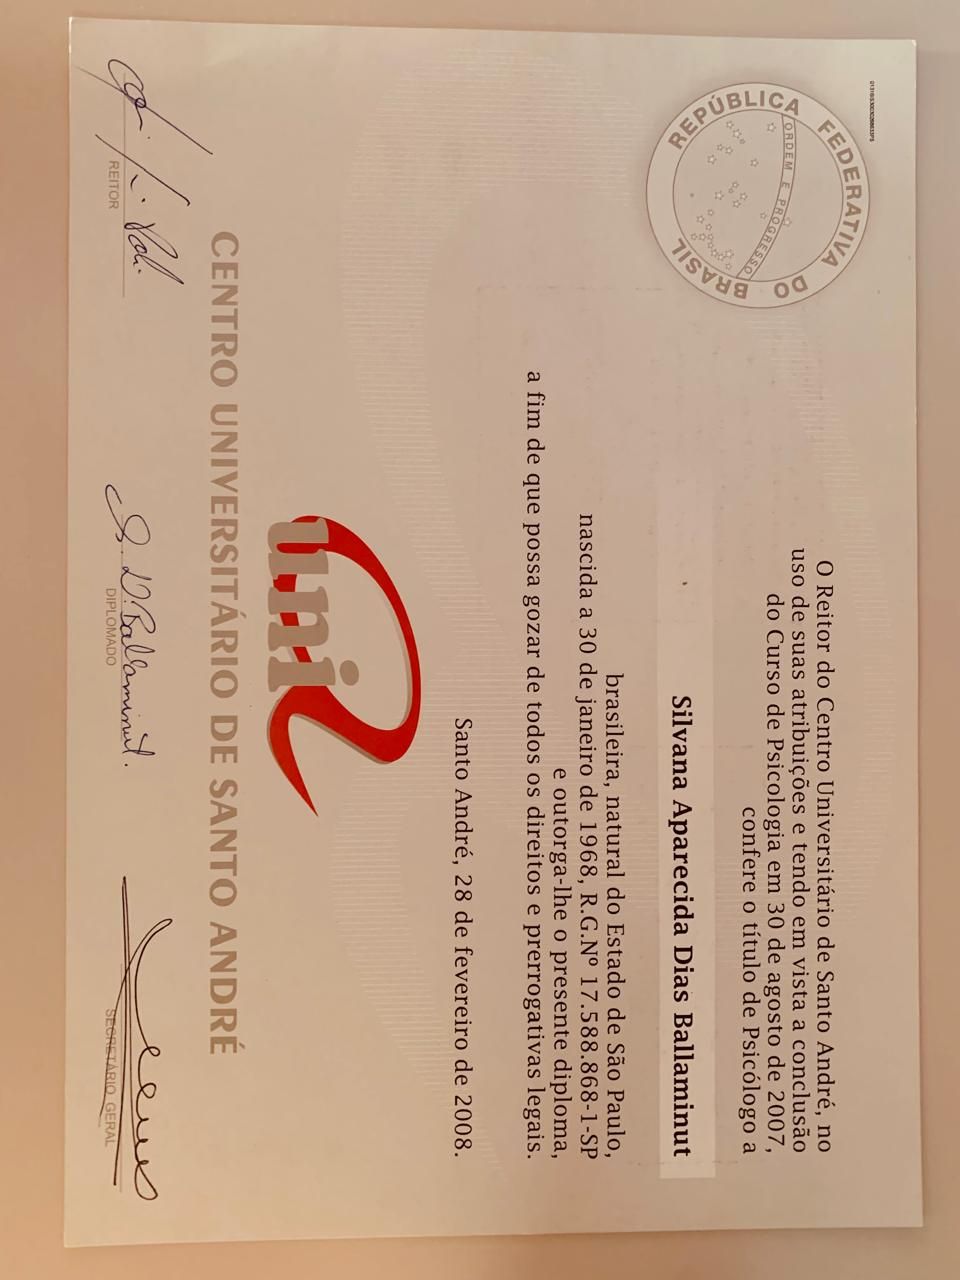 REPÚBLICA FEDERATIVA DO BRASIL
ORDEM E PROGRESSO
O Reitor do Centro Universitário de Santo André, no
uso de suas atribuições e tendo em vista a conclusão
do Curso de Psicologia em 30 de agosto de 2007,
confere o título de Psicólogo a
Silvana Aparecida Dias Ballaminut
brasileira, natural do Estado de São Paulo,
nascida a 30 de janeiro de 1968, R.G.Nº 17.588.868-1-SP
e outorga-lhe o presente diploma,
a fim de que possa gozar de todos os direitos e prerrogativas legais.
Santo André, 28 de fevereiro de 2008.
uni
CENTRO UNIVERSITÁRIO DE SANTO ANDRÉ
S. D. Ballaminut.
REITOR
DIPLOMADO
SECRETÁRIO GERAL